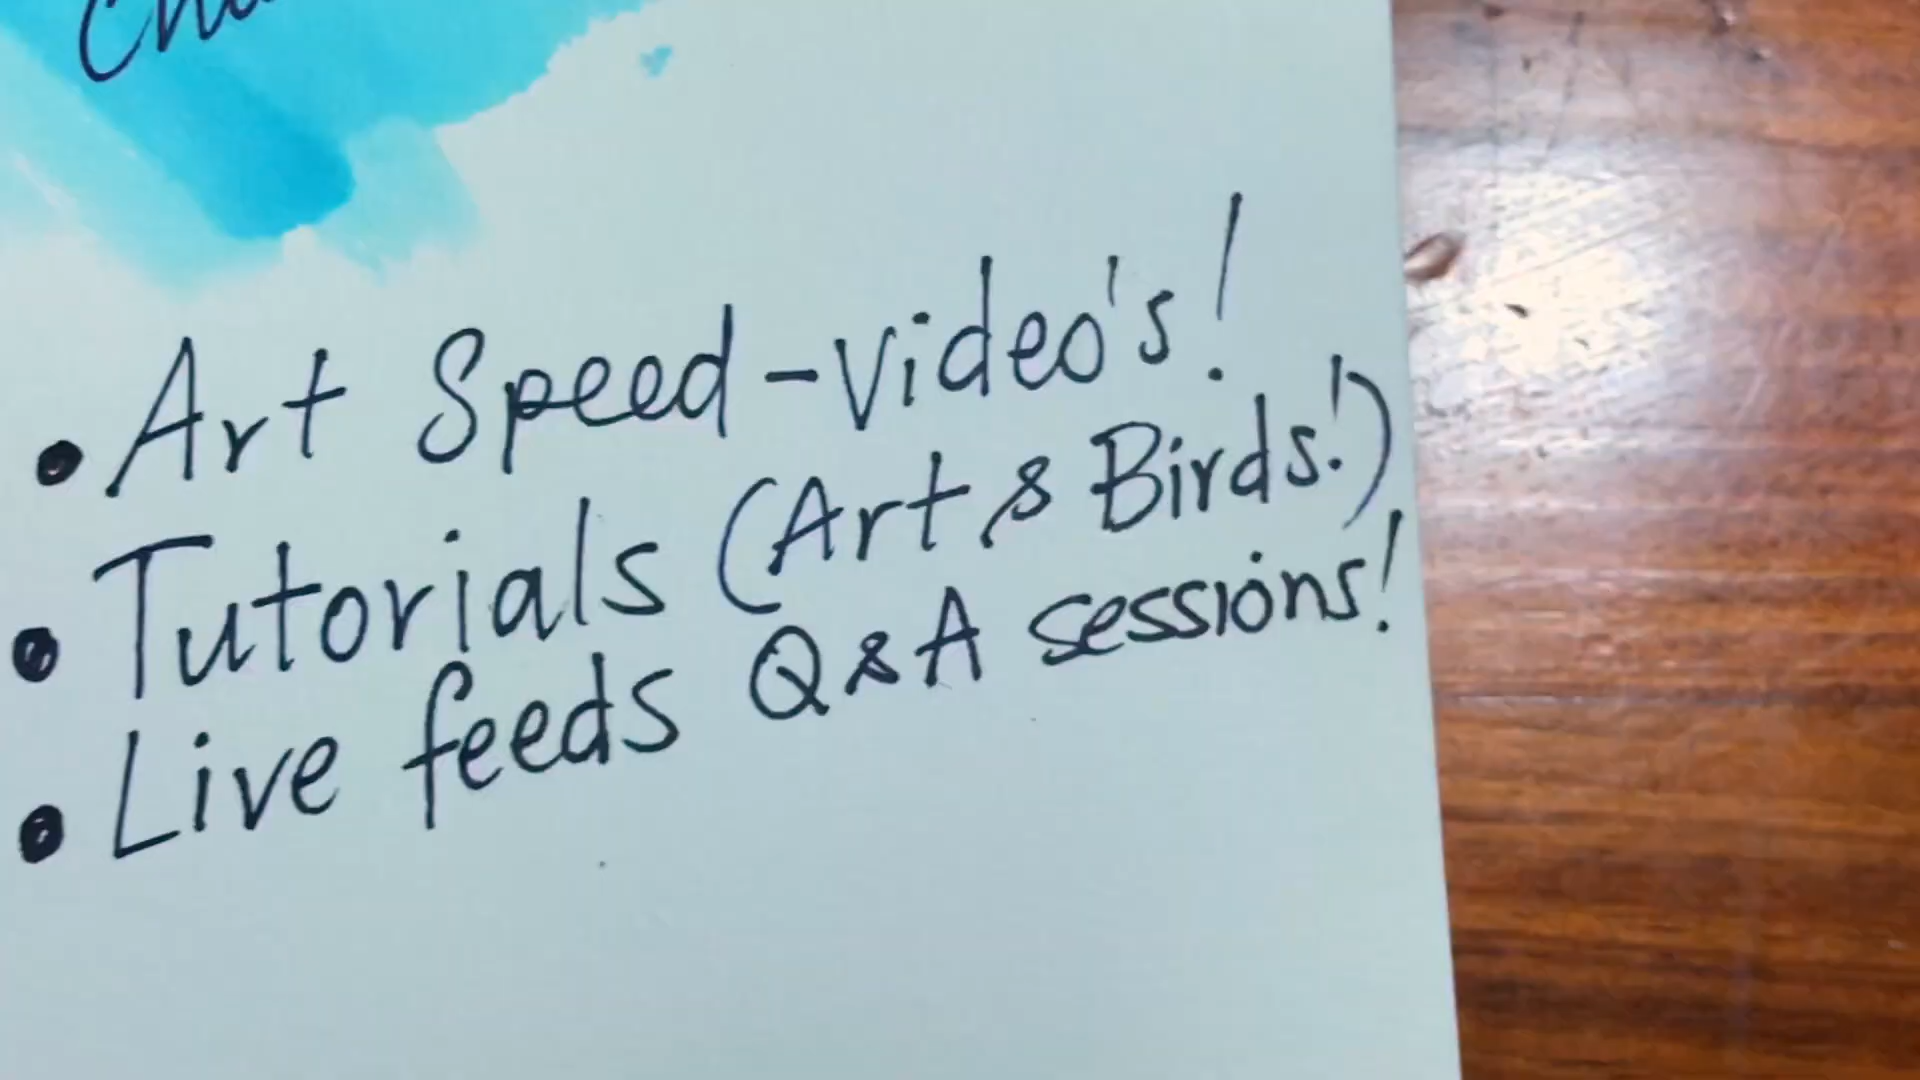 • Art Speed-video's!
• Tutorials (Art & Birds!)
• Live feeds Q&A sessions!